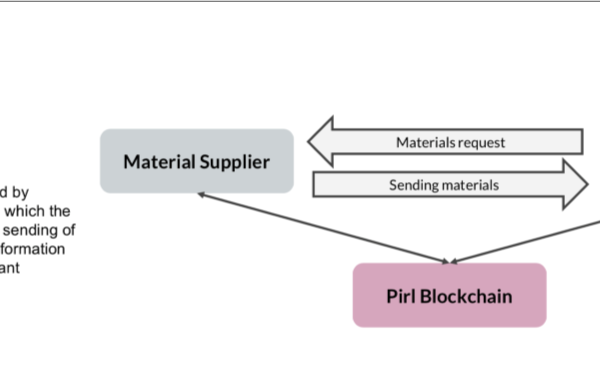 Materials request
Material Supplier
Sending materials
d by
which the
sending of
formation
ant
Pirl Blockchain